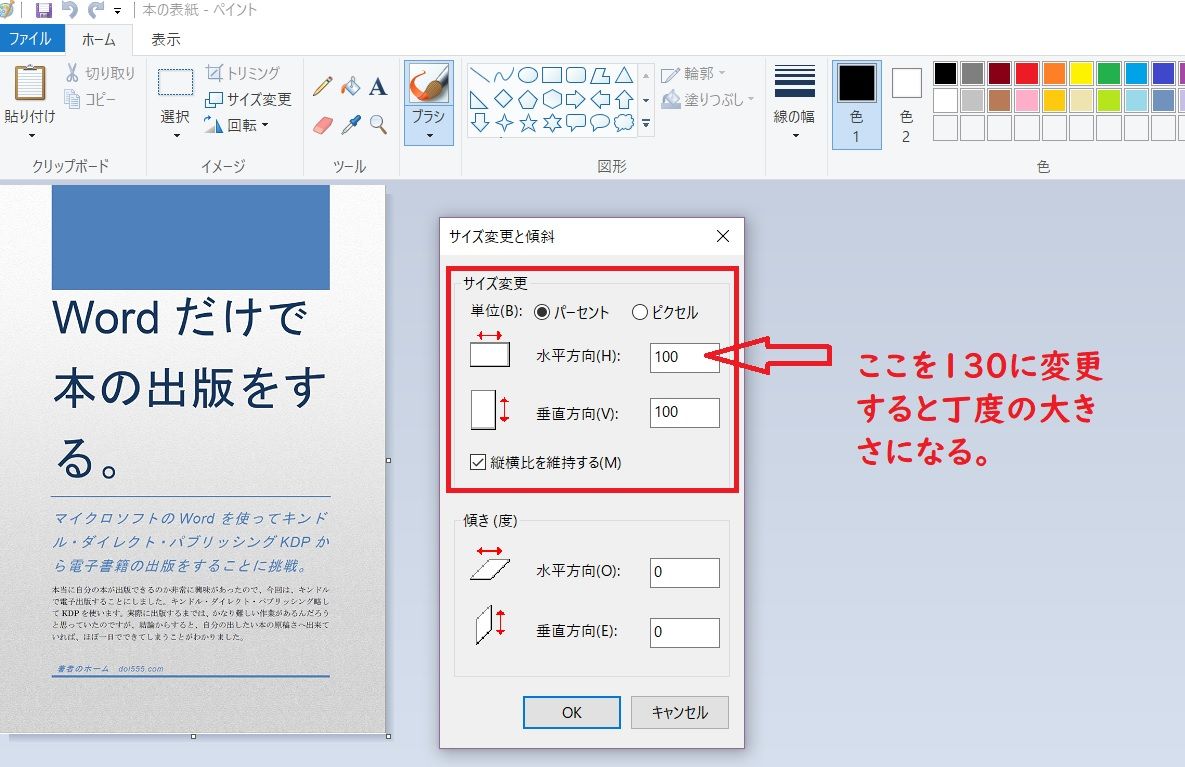 本の表紙 - ペイント
ファイル ホーム 表示
貼り付け
切り取り
コピー
クリップボード
選択
トリミング
サイズ変更
回転
イメージ
A
ツール
ブラシ
輪郭
塗りつぶし
図形
線の幅
色
1
色
2
色
Word だけで
本の出版をす
る。
マイクロソフトの Word を使ってキンド
ル・ダイレクト・パブリッシング KDP か
ら電子書籍の出版をすることに挑戦。
本当に自分の本が出版できるのか非常に興味があったので、今回は、キンドル
で電子出版することにしました。キンドル・ダイレクト・パブリッシング略し
て KDP を使います。実際に出版するまでは、かなり難しい作業があるんだろう
と思っていたのですが、結論からすると、自分の出したい本の原稿さへ出来て
いれば、ほぼ一日でできてしまうことがわかりました。
著者のホーム doi555.com
サイズ変更と傾斜
サイズ変更
単位(B): パーセント ピクセル
水平方向(H): 100
垂直方向(V): 100
縦横比を維持する(M)
傾き (度)
水平方向(O): 0
垂直方向(E): 0
OK キャンセル
ここを130に変更
すると丁度の大き
さになる。